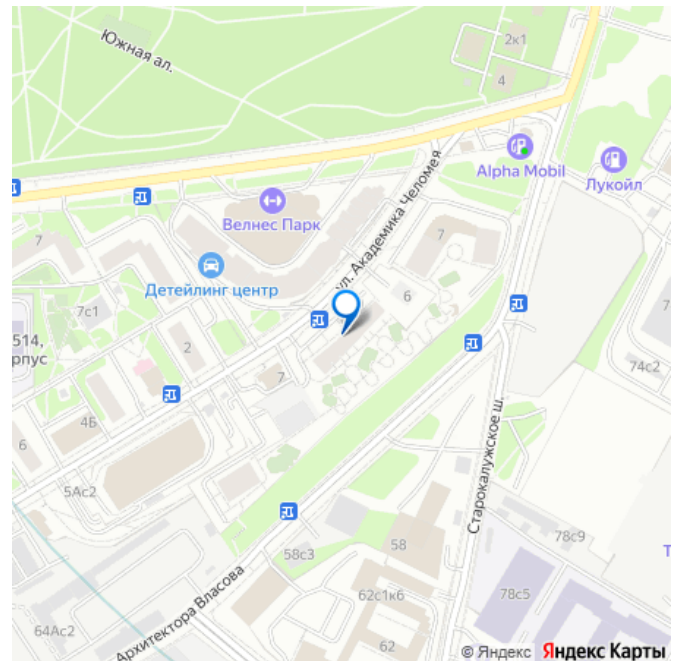 Южная ал.
2к1
4
Alpha Mobil
Лукойл
Велнес Парк
ул. Академика Челомея
7
7
Детейлинг центр
6
7с1
514,
рпус
2
7
74с2
4Б
6
5Ас2
Старокалужское ш.
58с3
58
78с9
Т
62с1к6
78с5
64Ас2
Архитектора Власова
62
© Яндекс Яндекс Карты